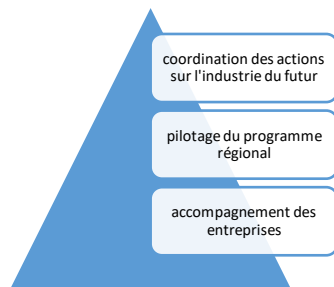 coordination des actions
sur l'industrie du futur
pilotage du programme
régional
accompagnement des
entreprises